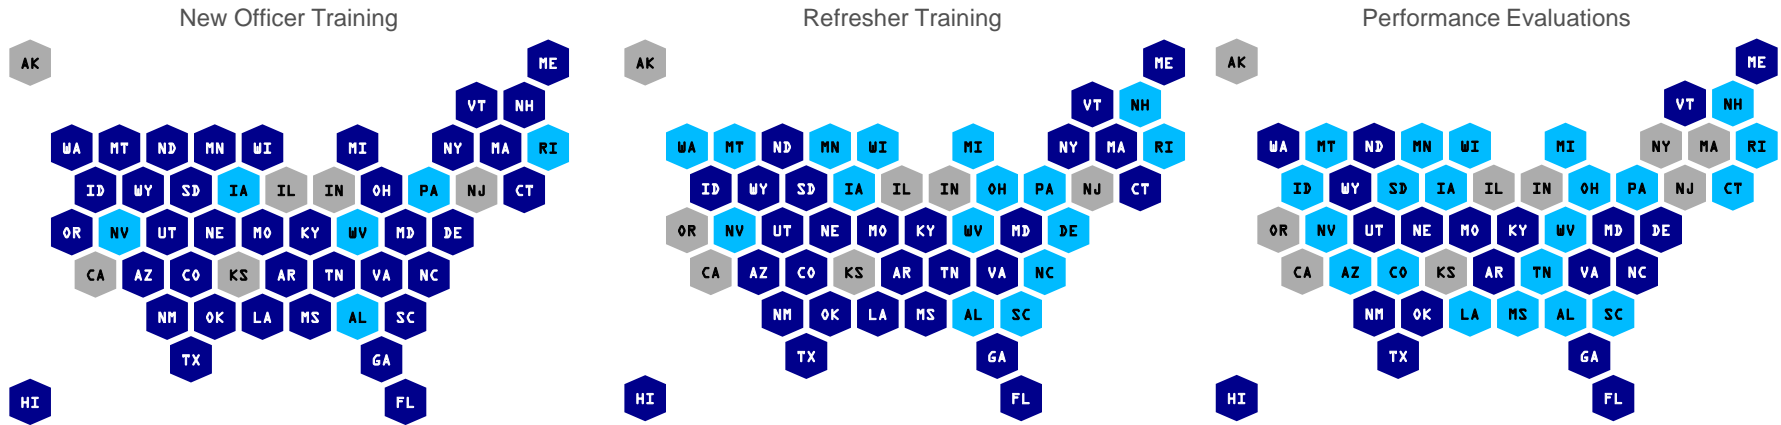 New Officer Training
AK
ME
VT NH
WA MT ND MN WI MI NY MA RI
ID WY SD IA IL IN OH PA NJ CT
OR NV UT NE MO KY WV MD DE
CA AZ CO KS AR TN VA NC
NM OK LA MS AL SC
TX GA
HI FL
Refresher Training
AK
ME
VT NH
WA MT ND MN WI MI NY MA RI
ID WY SD IA IL IN OH PA NJ CT
OR NV UT NE MO KY WV MD DE
CA AZ CO KS AR TN VA NC
NM OK LA MS AL SC
TX GA
HI FL
Performance Evaluations
AK
ME
VT NH
WA MT ND MN WI MI NY MA RI
ID WY SD IA IL IN OH PA NJ CT
OR NV UT NE MO KY WV MD DE
CA AZ CO KS AR TN VA NC
NM OK LA MS AL SC
TX GA
HI FL